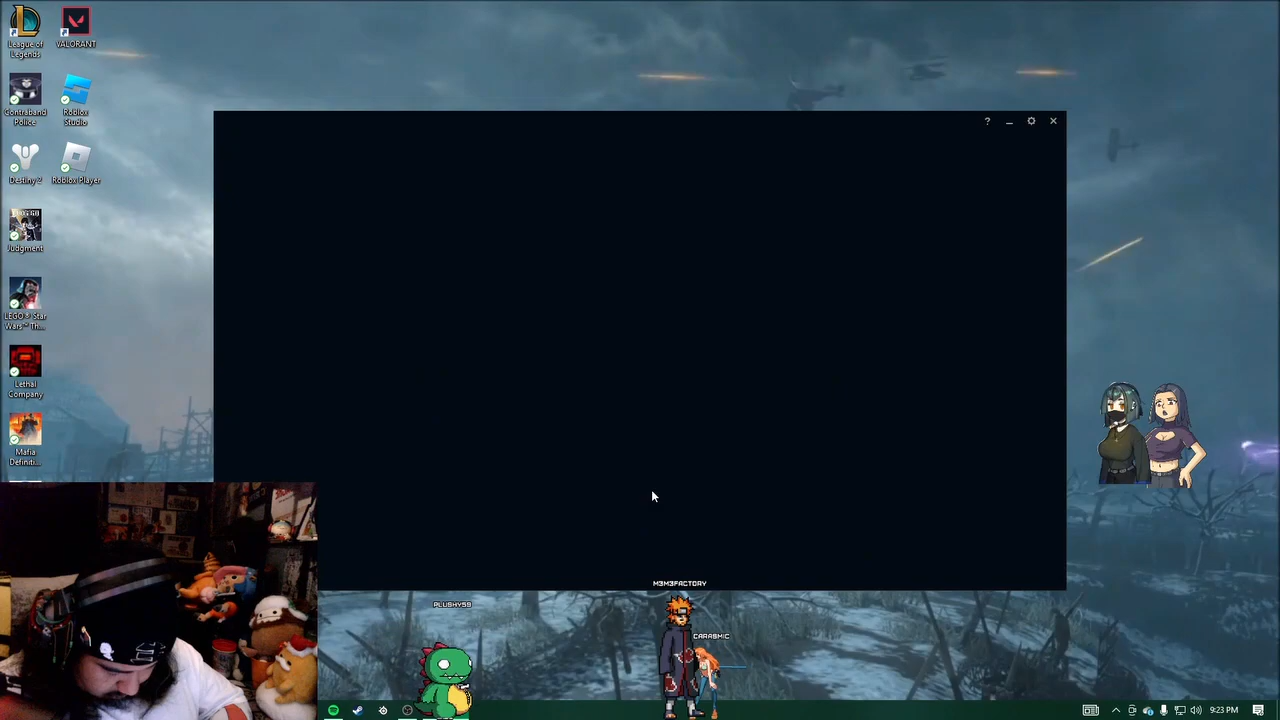 League of
Legends
VALORANT
Contraband
Police
Roblox
Studio
Destiny 2
Roblox Player
Judgment
LEGO® Star
Wars™ Th...
Lethal
Company
Mafia
Definiti...
?
M3M3FACTORY
PLUSHY59
CARABMIC
9:23 PM